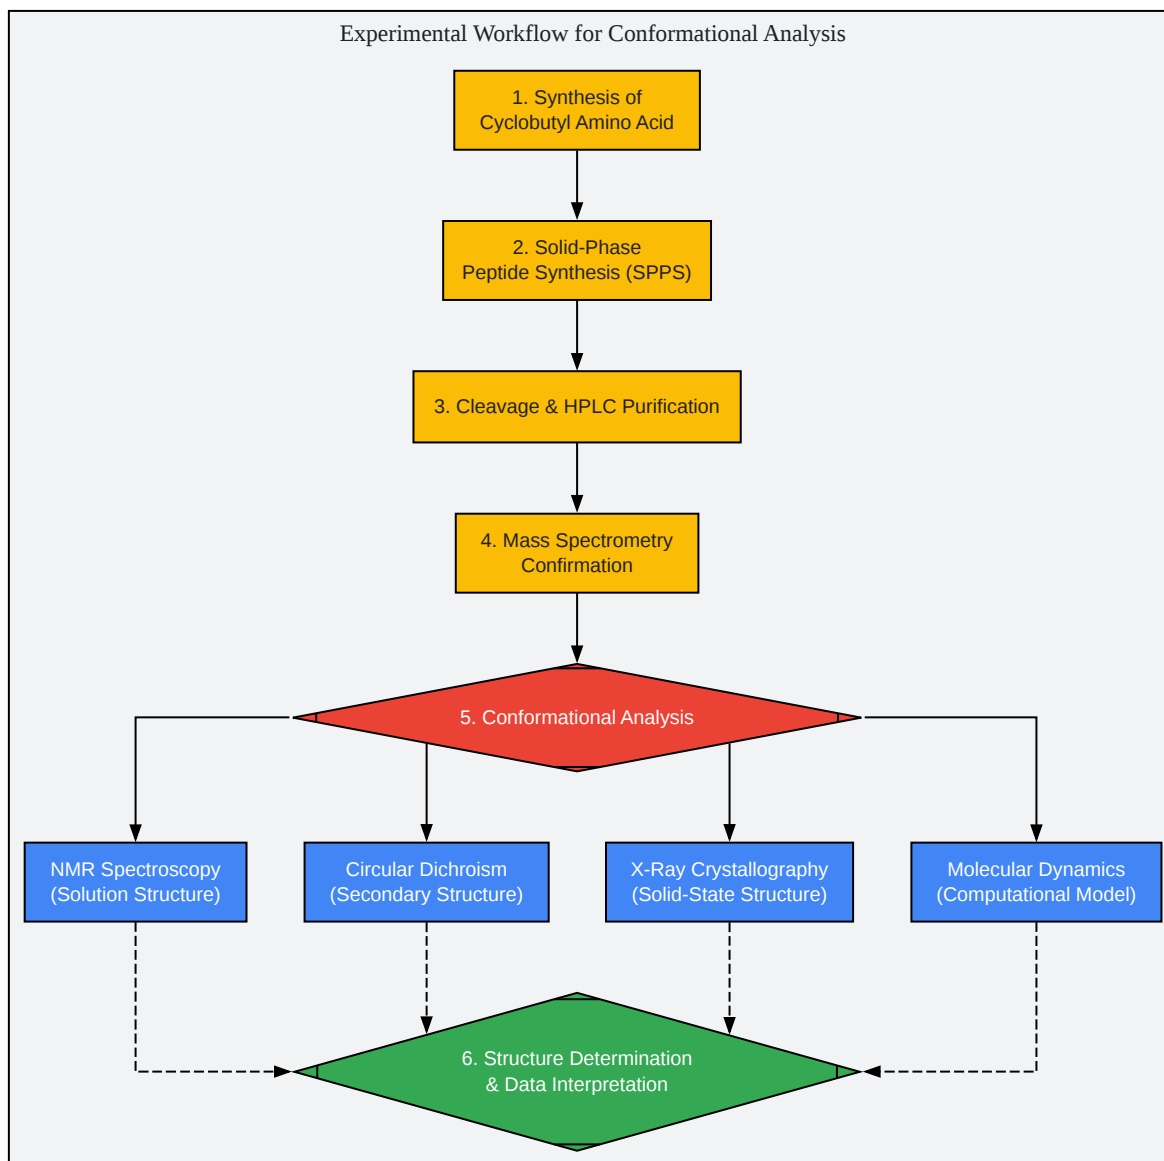 Experimental Workflow for Conformational Analysis
1. Synthesis of
Cyclobutyl Amino Acid
2. Solid-Phase
Peptide Synthesis (SPPS)
3. Cleavage & HPLC Purification
4. Mass Spectrometry
Confirmation
5. Conformational Analysis
NMR Spectroscopy
(Solution Structure)
Circular Dichroism
(Secondary Structure)
X-Ray Crystallography
(Solid-State Structure)
Molecular Dynamics
(Computational Model)
6. Structure Determination
& Data Interpretation